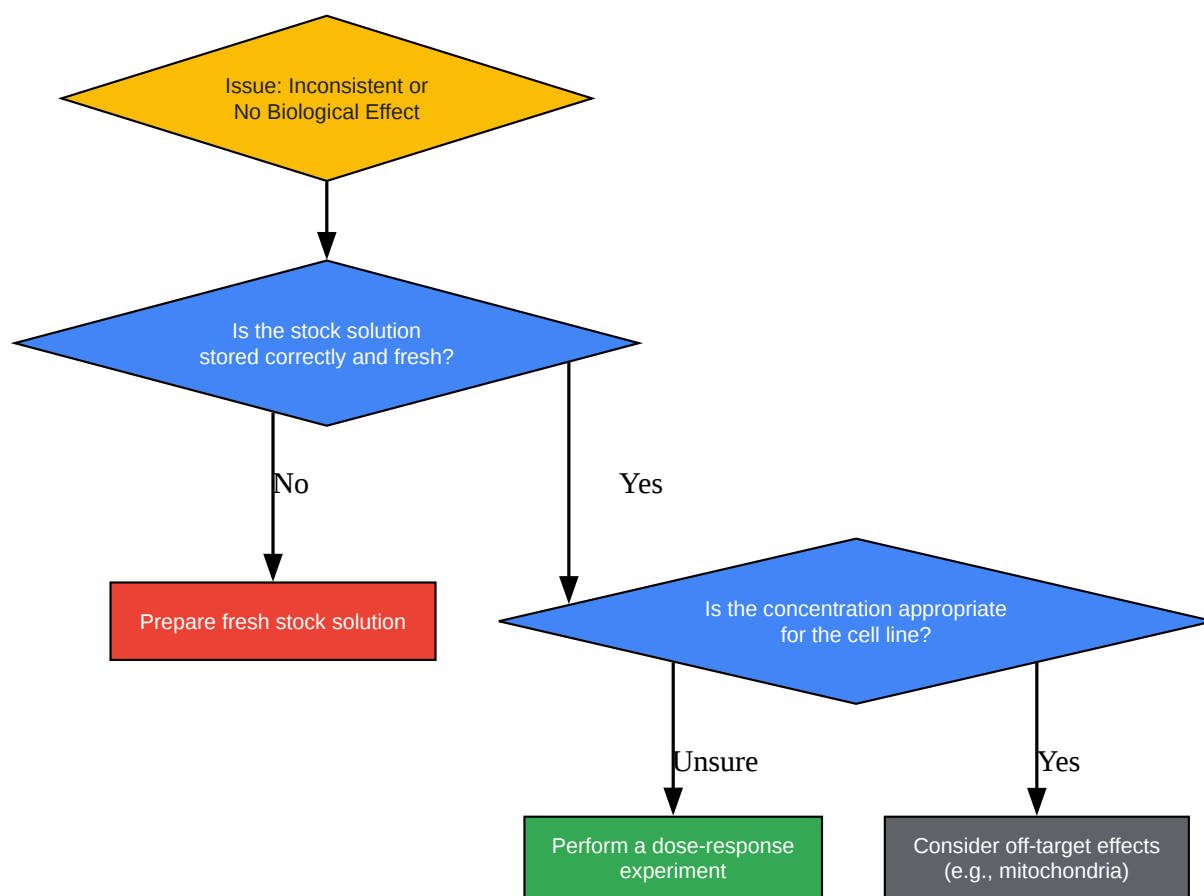 Issue: Inconsistent or
No Biological Effect
Is the stock solution
stored correctly and fresh?
No
Yes
Prepare fresh stock solution
Is the concentration appropriate
for the cell line?
Unsure
Yes
Perform a dose-response
experiment
Consider off-target effects
(e.g., mitochondria)